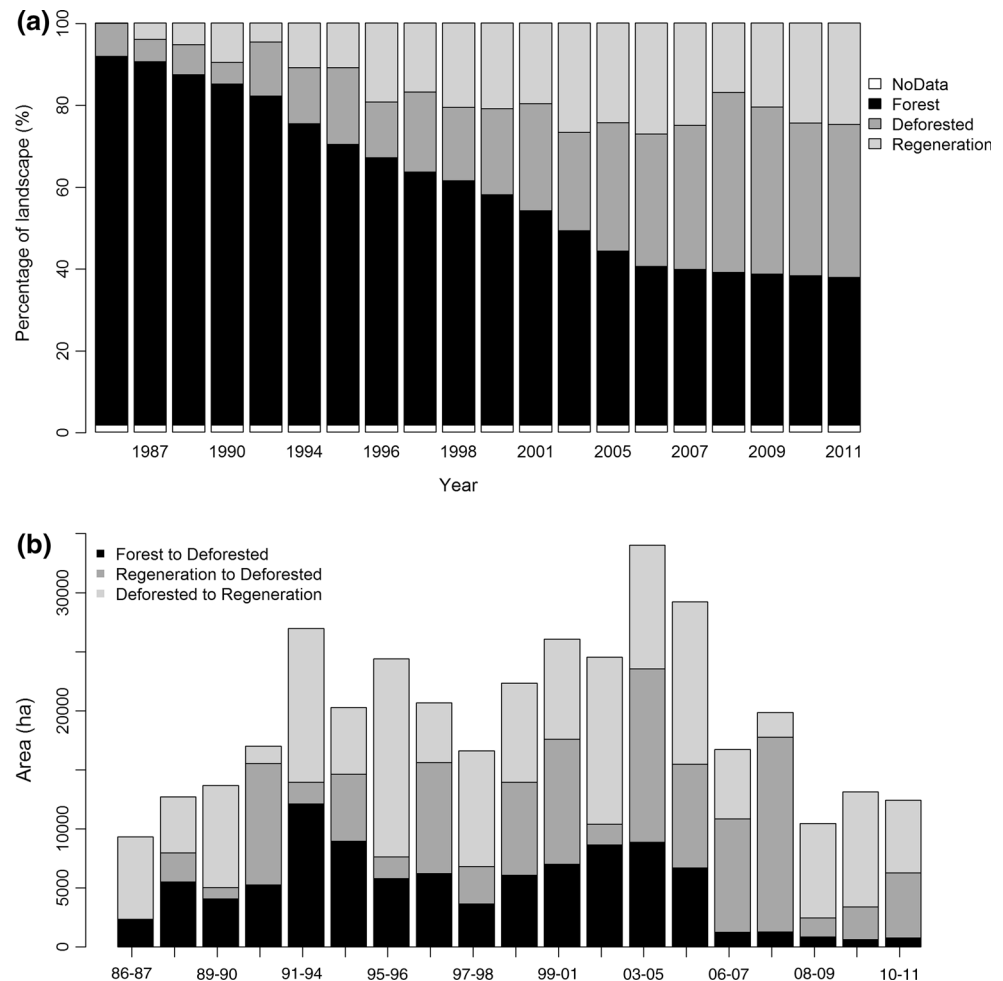 (a)
Percentage of landscape (%)
100
80
60
40
20
0
NoData
Forest
Deforested
Regeneration
1987 1990 1994 1996 1998 2001 2005 2007 2009 2011
Year
(b)
Forest to Deforested
Regeneration to Deforested
Deforested to Regeneration
Area (ha)
30000
20000
10000
5000
0
86-87 89-90 91-94 95-96 97-98 99-01 03-05 06-07 08-09 10-11